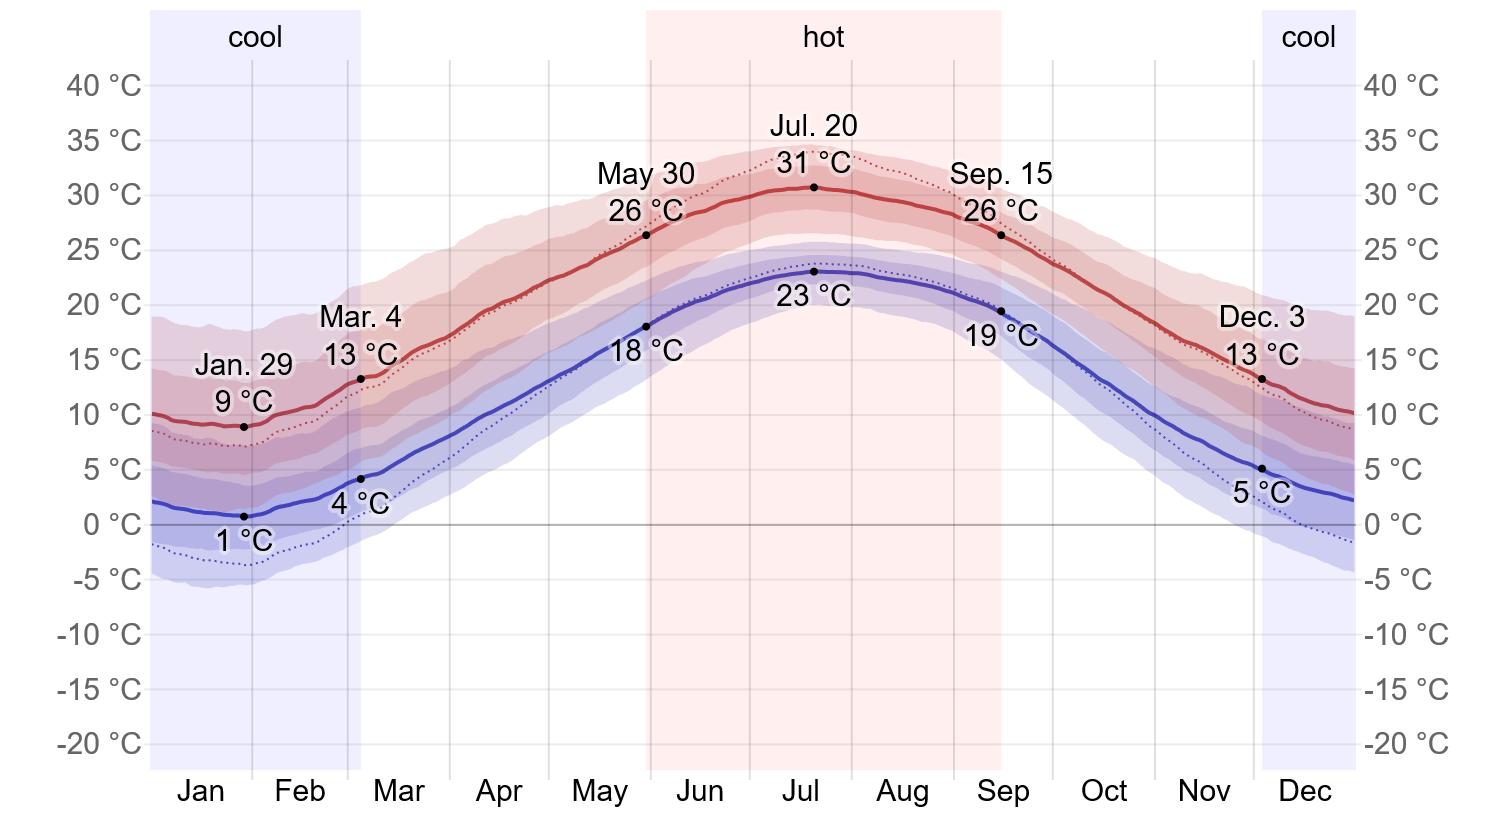 cool
hot
cool
40 °C
40 °C
35 °C
35 °C
30 °C
30 °C
25 °C
25 °C
20 °C
20 °C
15 °C
15 °C
10 °C
10 °C
5 °C
5 °C
0 °C
0 °C
-5 °C
-5 °C
-10 °C
-10 °C
-15 °C
-15 °C
-20 °C
-20 °C
Jan. 29
9 °C
1 °C
Mar. 4
13 °C
4 °C
May 30
26 °C
18 °C
Jul. 20
31 °C
23 °C
Sep. 15
26 °C
19 °C
Dec. 3
13 °C
5 °C
Jan
Feb
Mar
Apr
May
Jun
Jul
Aug
Sep
Oct
Nov
Dec